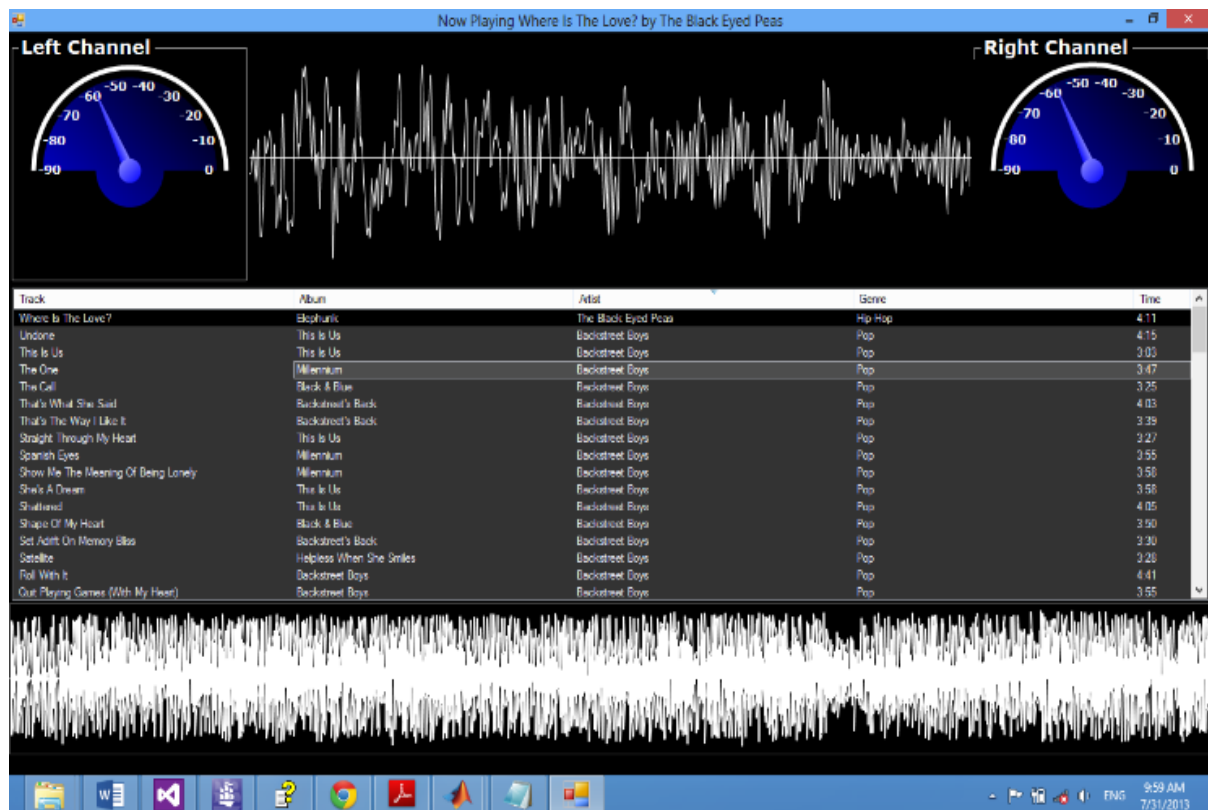 Now Playing Where Is The Love? by The Black Eyed Peas
Left Channel
Right Channel
-90 -80 -70 -60 -50 -40 -30 -20 -10 0
-90 -80 -70 -60 -50 -40 -30 -20 -10 0
Track Album Artist Genre Time
Where Is The Love? Elephunk The Black Eyed Peas Hip Hop 4:11
Undone This Is Us Backstreet Boys Pop 4:15
This Is Us This Is Us Backstreet Boys Pop 3:03
The One Millennium Backstreet Boys Pop 3:47
The Call Black & Blue Backstreet Boys Pop 3:25
That's What She Said Backstreet's Back Backstreet Boys Pop 4:03
That's The Way I Like It Backstreet's Back Backstreet Boys Pop 3:39
Straight Through My Heart This Is Us Backstreet Boys Pop 3:27
Spanish Eyes Millennium Backstreet Boys Pop 3:55
Show Me The Meaning Of Being Lonely Millennium Backstreet Boys Pop 3:58
She's A Dream This Is Us Backstreet Boys Pop 3:58
Shattered This Is Us Backstreet Boys Pop 4:05
Shape Of My Heart Black & Blue Backstreet Boys Pop 3:50
Set Adrift On Memory Bliss Backstreet's Back Backstreet Boys Pop 3:30
Satellite Helpless When She Smiles Backstreet Boys Pop 3:28
Roll With It Backstreet Boys Backstreet Boys Pop 4:41
Quit Playing Games (With My Heart) Backstreet Boys Backstreet Boys Pop 3:55
W
ENG
9:59 AM
7/31/2013